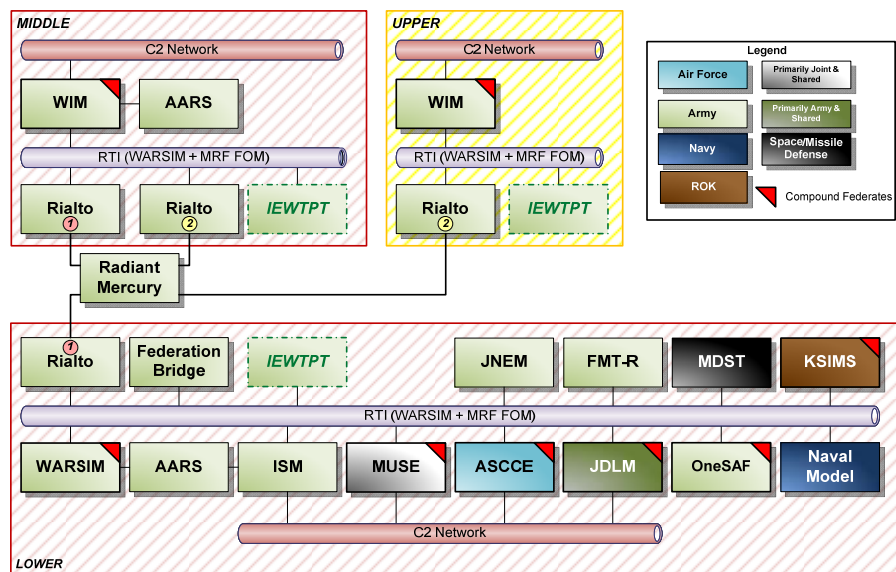 MIDDLE
C2 Network
WIM
AARS
RTI (WARSIM + MRF FOM)
Rialto
1
Rialto
2
IEWTPT
UPPER
C2 Network
WIM
RTI (WARSIM + MRF FOM)
Rialto
2
IEWTPT
Legend
Air Force
Primarily Joint &
Shared
Army
Primarily Army &
Shared
Navy
Space/Missile
Defense
ROK
Compound Federates
Radiant
Mercury
1
Rialto
Federation
Bridge
IEWTPT
JNEM
FMT-R
MDST
KSIMS
RTI (WARSIM + MRF FOM)
WARSIM
AARS
ISM
MUSE
ASCCE
JDLM
OneSAF
Naval
Model
C2 Network
LOWER